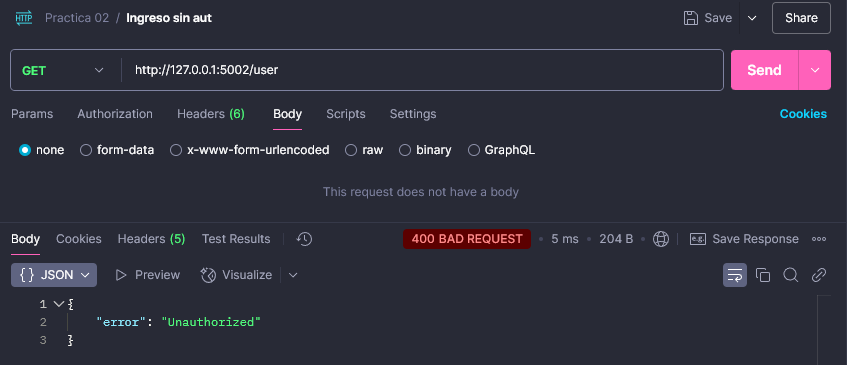 HTTP Practica 02 / Ingreso sin aut Save Share
GET http://127.0.0.1:5002/user Send
Params Authorization Headers (6) Body Scripts Settings Cookies
none form-data x-www-form-urlencoded raw binary GraphQL
This request does not have a body
Body Cookies Headers (5) Test Results 400 BAD REQUEST • 5 ms • 204 B e.g. Save Response
{} JSON Preview Visualize
1 {
2 "error": "Unauthorized"
3 }